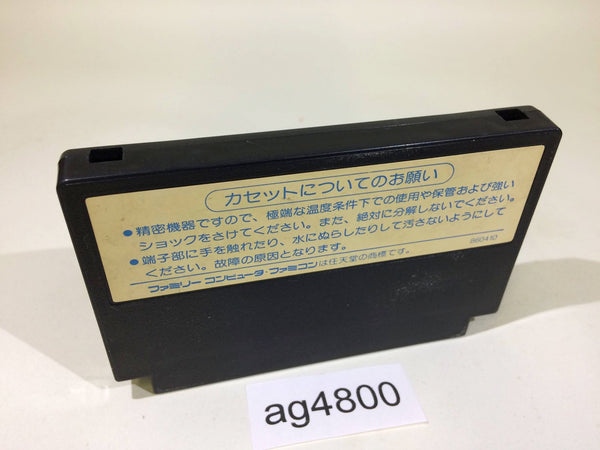 カセットについてのお願い
●精密機器ですので、極端な温度条件下での使用や保管および強い
ショックをさけてください。また、絶対に分解しないでください。
●端子部に手を触れたり、水にぬらしたりして汚さないようにして
ください。故障の原因となります。
860410
ファミリー コンピュータ・ファミコンは任天堂の商標です。
ag4800